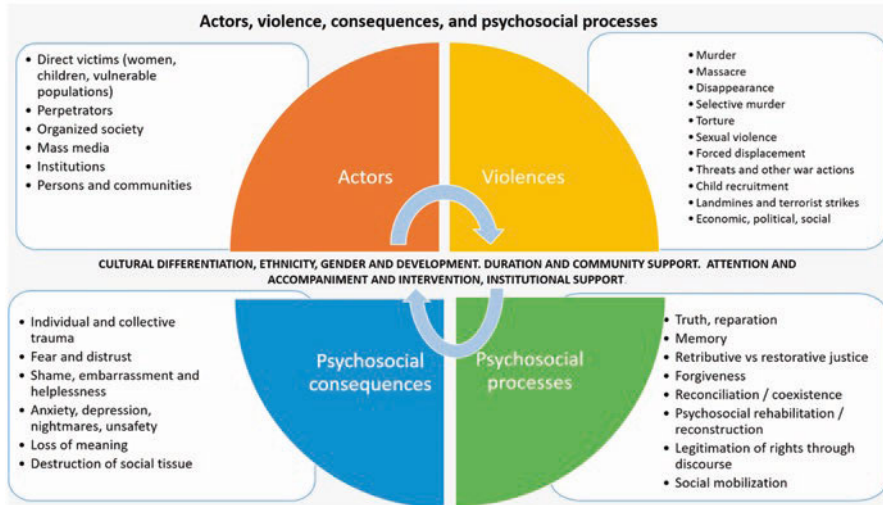 Actors, violence, consequences, and psychosocial processes
• Direct victims (women,
children, vulnerable
populations)
• Perpetrators
• Organized society
• Mass media
• Institutions
• Persons and communities
Actors
Violences
• Murder
• Massacre
• Disappearance
• Selective murder
• Torture
• Sexual violence
• Forced displacement
• Threats and other war actions
• Child recruitment
• Landmines and terrorist strikes
• Economic, political, social
CULTURAL DIFFERENTIATION, ETHNICITY, GENDER AND DEVELOPMENT. DURATION AND COMMUNITY SUPPORT. ATTENTION AND
ACCOMPANIMENT AND INTERVENTION, INSTITUTIONAL SUPPORT
• Individual and collective
trauma
• Fear and distrust
• Shame, embarrassment and
helplessness
• Anxiety, depression,
nightmares, unsafety
• Loss of meaning
• Destruction of social tissue
Psychosocial
consequences
Psychosocial
processes
• Truth, reparation
• Memory
• Retributive vs restorative justice
• Forgiveness
• Reconciliation / coexistence
• Psychosocial rehabilitation /
reconstruction
• Legitimation of rights through
discourse
• Social mobilization